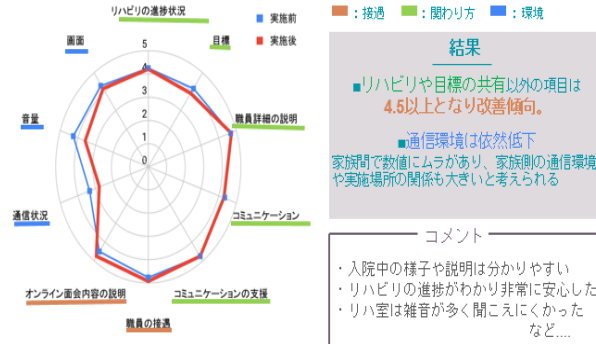 リハビリの進捗状況
実施前
実施後
画面
目標
音量
職員詳細の説明
通信状況
コミュニケーション
オンライン面会内容の説明
コミュニケーションの支援
職員の接遇
5
4
3
2
1
0
：接遇
：関わり方
：環境
結果
■リハビリや目標の共有以外の項目は
4.5以上となり改善傾向。
■通信環境は依然低下
家族間で数値にムラがあり、家族側の通信環境
や実施場所の関係も大きいと考えられる
コメント
・入院中の様子や説明は分かりやすい
・リハビリの進捗がわかり非常に安心した
・リハ室は雑音が多く聞こえにくかった
など....